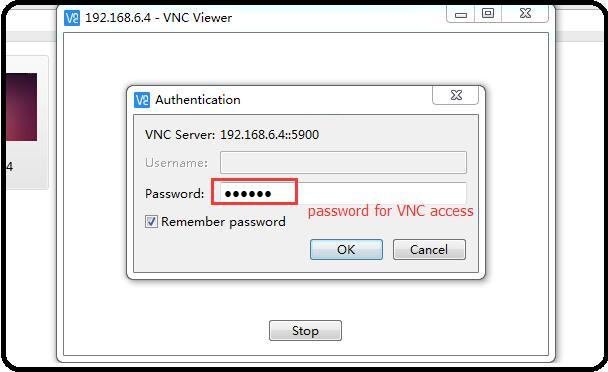 192.168.6.4 - VNC Viewer
Authentication
VNC Server: 192.168.6.4::5900
Username:
Password: ●●●●●●
password for VNC access
Remember password
OK Cancel
Stop
4